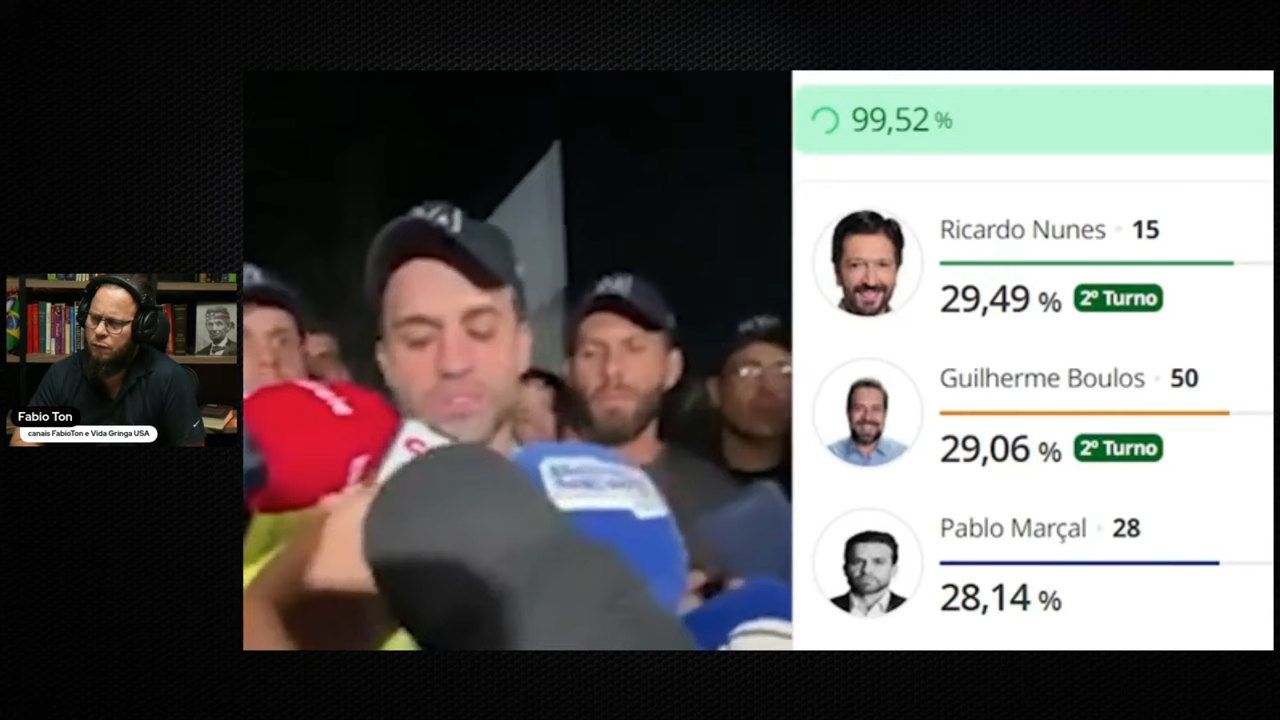 99,52 %
Ricardo Nunes • 15
29,49 % 2º Turno
Guilherme Boulos • 50
29,06 % 2º Turno
Pablo Marçal • 28
28,14 %
Fabio Ton
canais FabioTon e Vida Gringa USA